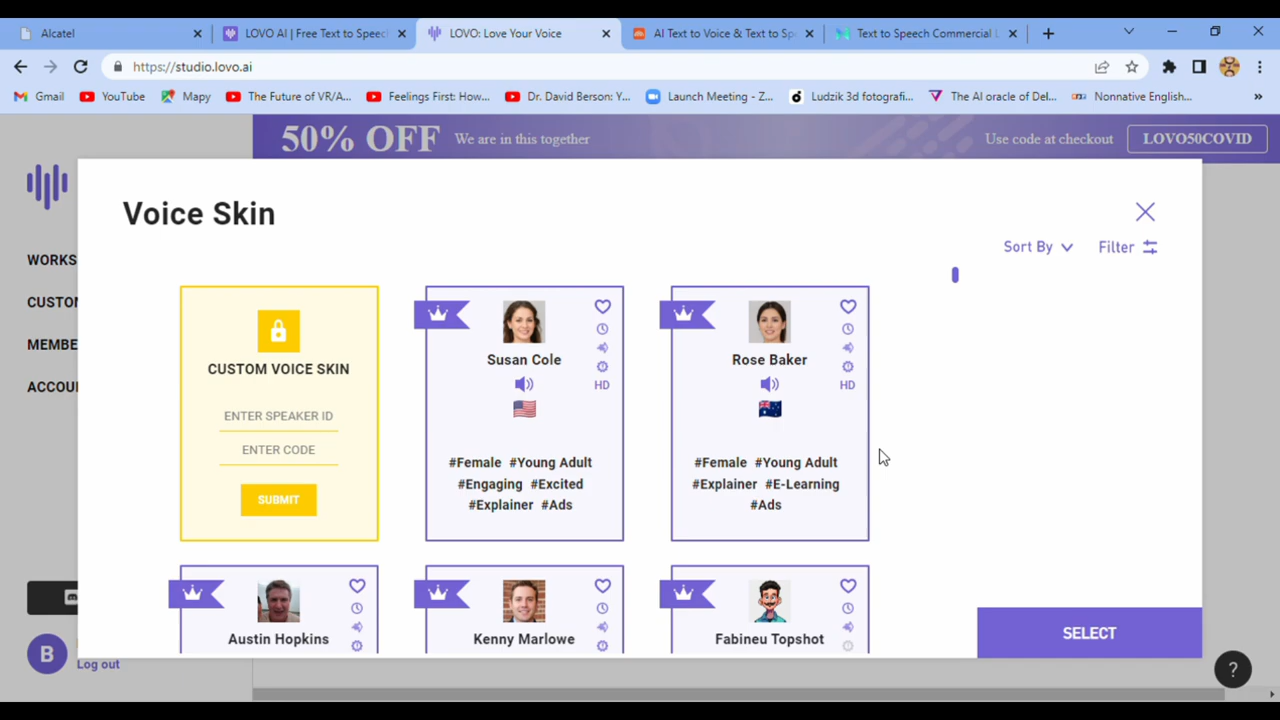 Alcatel
LOVO AI | Free Text to Speech
LOVO: Love Your Voice
AI Text to Voice & Text to Sp
Text to Speech Commercial L
https://studio.lovo.ai
Gmail
YouTube
Mapy
The Future of VR/A...
Feelings First: How...
Dr. David Berson: Y...
Launch Meeting - Z...
Ludzik 3d fotografi...
The AI oracle of Del...
Nonnative English...
»
50% OFF We are in this together Use code at checkout LOVO50COVID
Voice Skin
Sort By Filter
WORKS
CUSTOM
MEMBE
ACCOU
CUSTOM VOICE SKIN
ENTER SPEAKER ID
ENTER CODE
SUBMIT
Susan Cole
HD
#Female #Young Adult
#Engaging #Excited
#Explainer #Ads
Rose Baker
HD
#Female #Young Adult
#Explainer #E-Learning
#Ads
Austin Hopkins
Kenny Marlowe
Fabineu Topshot
SELECT
B
Log out
?